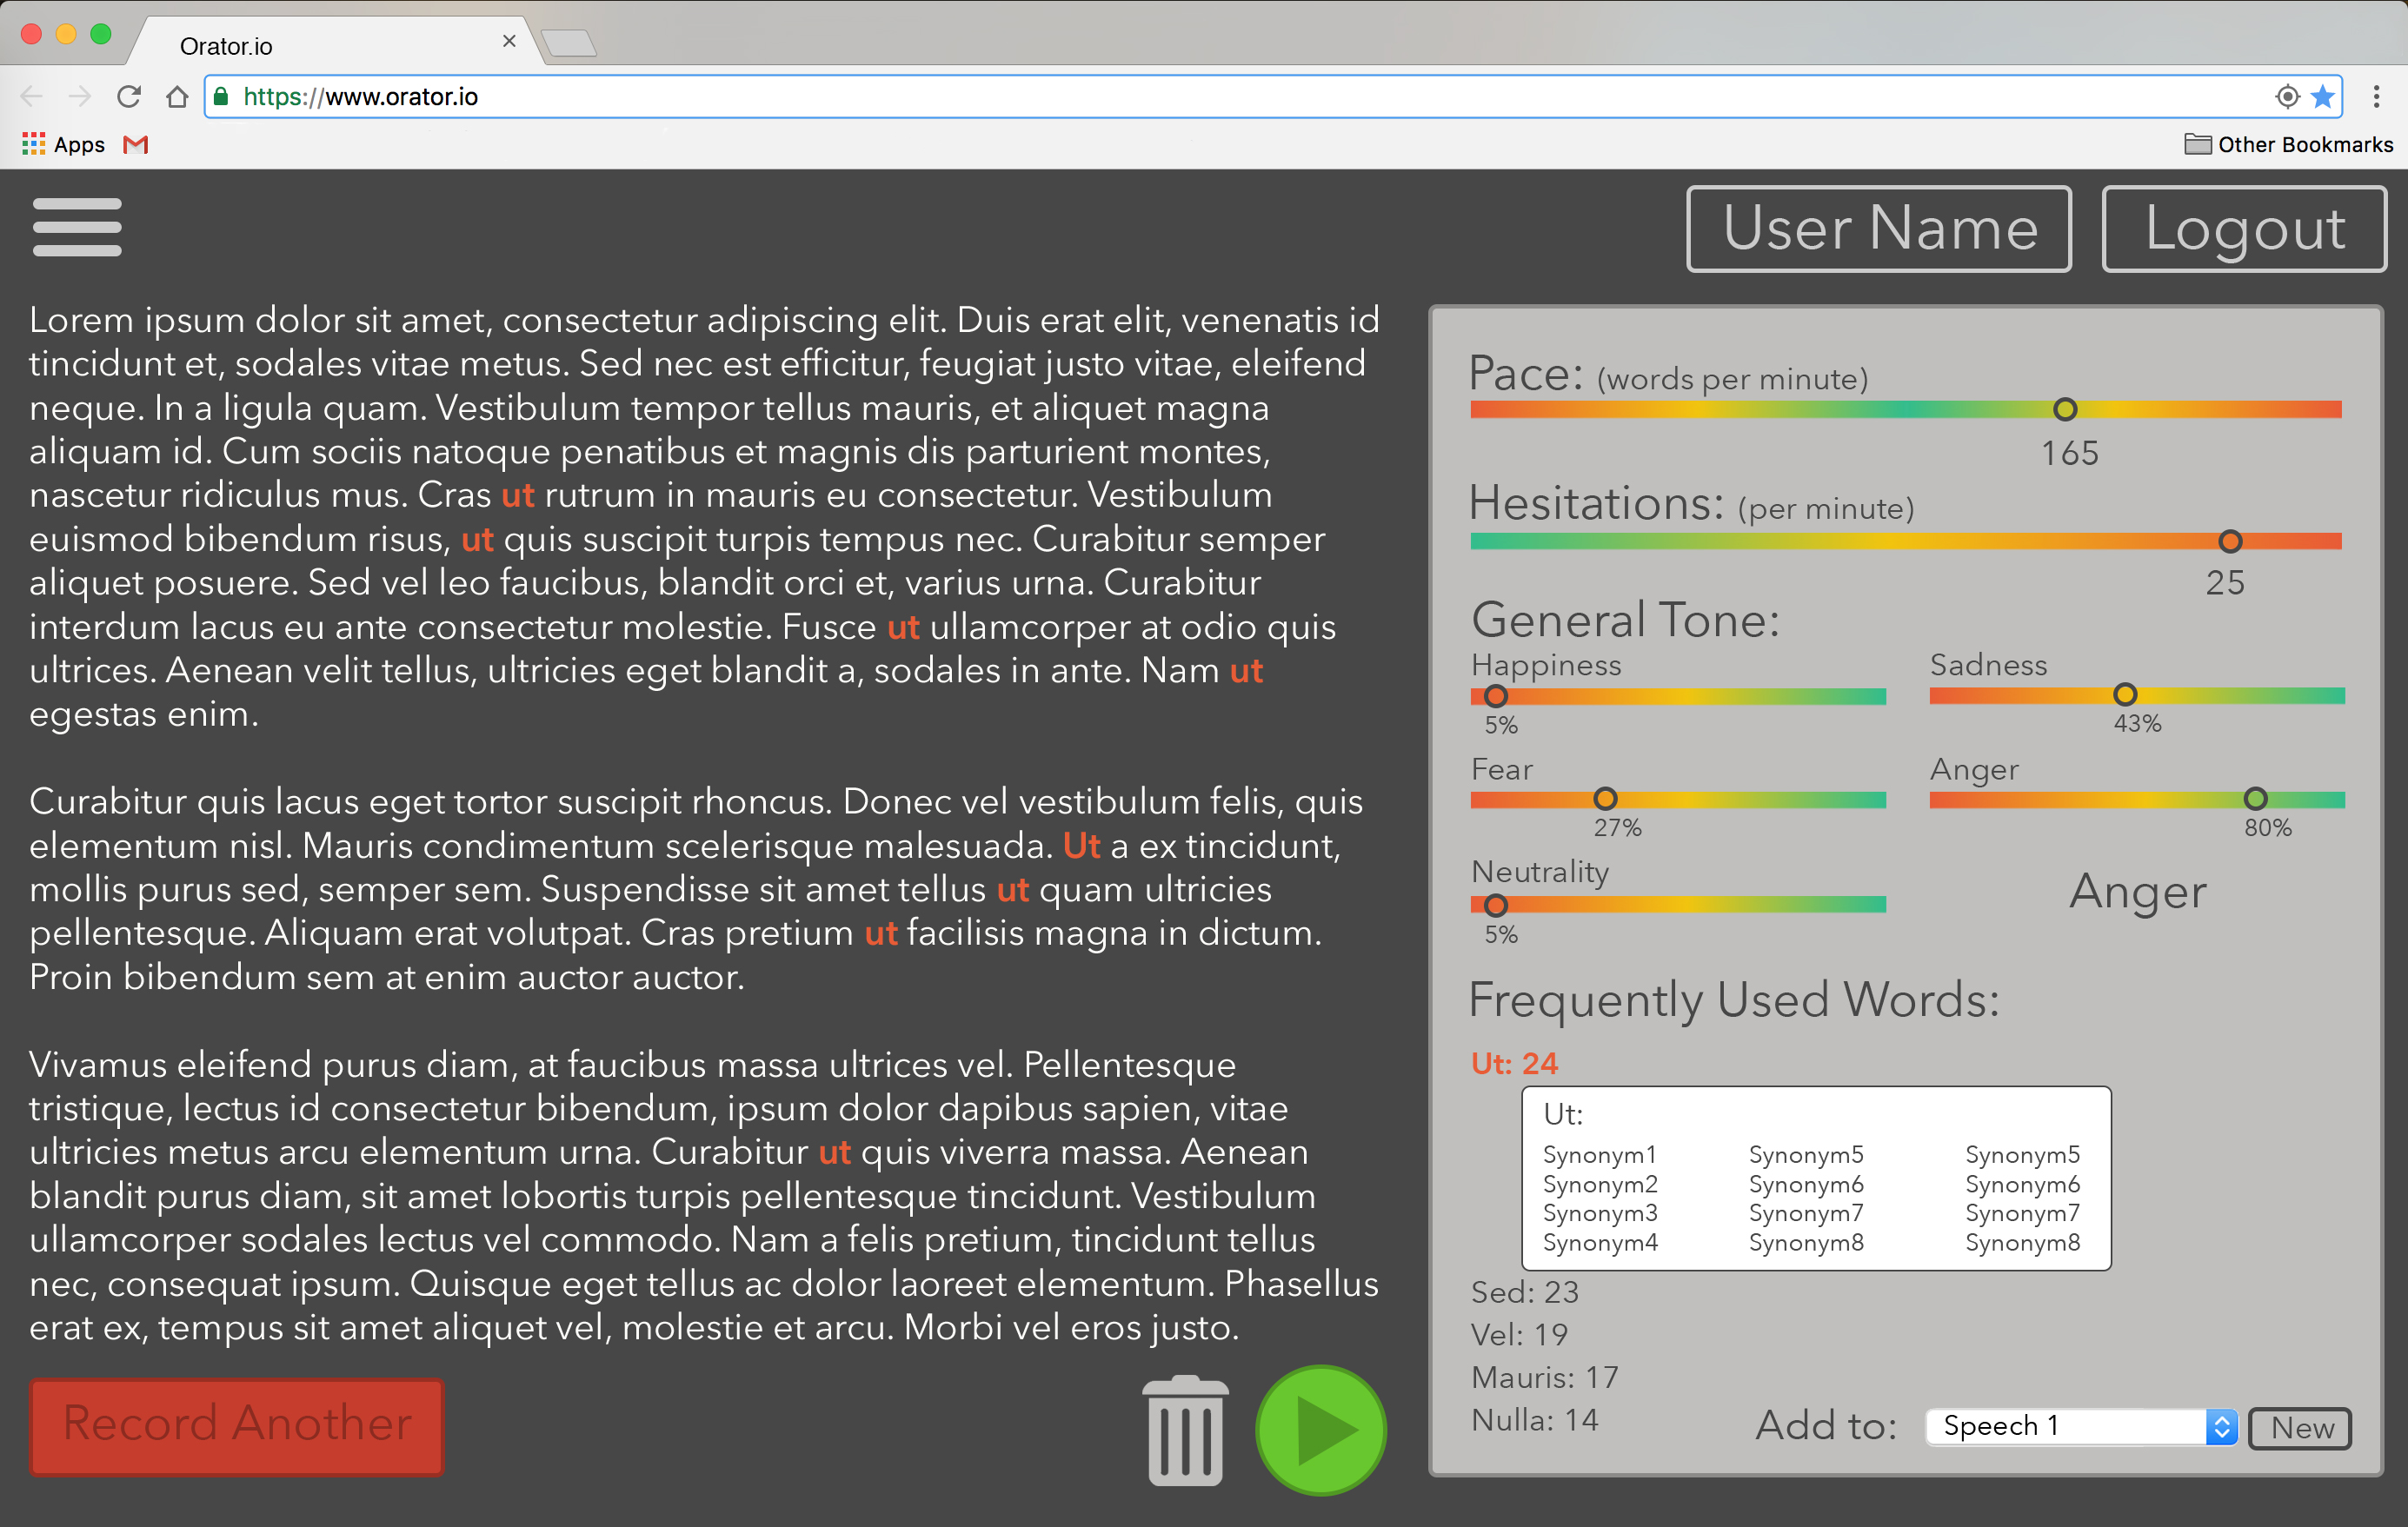 Orator.io
https://www.orator.io
Apps
Other Bookmarks
User Name
Logout
Lorem ipsum dolor sit amet, consectetur adipiscing elit. Duis erat elit, venenatis id
tincidunt et, sodales vitae metus. Sed nec est efficitur, feugiat justo vitae, eleifend
neque. In a ligula quam. Vestibulum tempor tellus mauris, et aliquet magna
aliquam id. Cum sociis natoque penatibus et magnis dis parturient montes,
nascetur ridiculus mus. Cras ut rutrum in mauris eu consectetur. Vestibulum
euismod bibendum risus, ut quis suscipit turpis tempus nec. Curabitur semper
aliquet posuere. Sed vel leo faucibus, blandit orci et, varius urna. Curabitur
interdum lacus eu ante consectetur molestie. Fusce ut ullamcorper at odio quis
ultrices. Aenean velit tellus, ultricies eget blandit a, sodales in ante. Nam ut
egestas enim.
Curabitur quis lacus eget tortor suscipit rhoncus. Donec vel vestibulum felis, quis
elementum nisl. Mauris condimentum scelerisque malesuada. Ut a ex tincidunt,
mollis purus sed, semper sem. Suspendisse sit amet tellus ut quam ultricies
pellentesque. Aliquam erat volutpat. Cras pretium ut facilisis magna in dictum.
Proin bibendum sem at enim auctor auctor.
Vivamus eleifend purus diam, at faucibus massa ultrices vel. Pellentesque
tristique, lectus id consectetur bibendum, ipsum dolor dapibus sapien, vitae
ultricies metus arcu elementum urna. Curabitur ut quis viverra massa. Aenean
blandit purus diam, sit amet lobortis turpis pellentesque tincidunt. Vestibulum
ullamcorper sodales lectus vel commodo. Nam a felis pretium, tincidunt tellus
nec, consequat ipsum. Quisque eget tellus ac dolor laoreet elementum. Phasellus
erat ex, tempus sit amet aliquet vel, molestie et arcu. Morbi vel eros justo.
Record Another
Pace: (words per minute)
165
Hesitations: (per minute)
25
General Tone:
Happiness
5%
Sadness
43%
Fear
27%
Anger
80%
Neutrality
5%
Anger
Frequently Used Words:
Ut: 24
Ut:
Synonym1 Synonym5 Synonym5
Synonym2 Synonym6 Synonym6
Synonym3 Synonym7 Synonym7
Synonym4 Synonym8 Synonym8
Sed: 23
Vel: 19
Mauris: 17
Nulla: 14
Add to: Speech 1 New